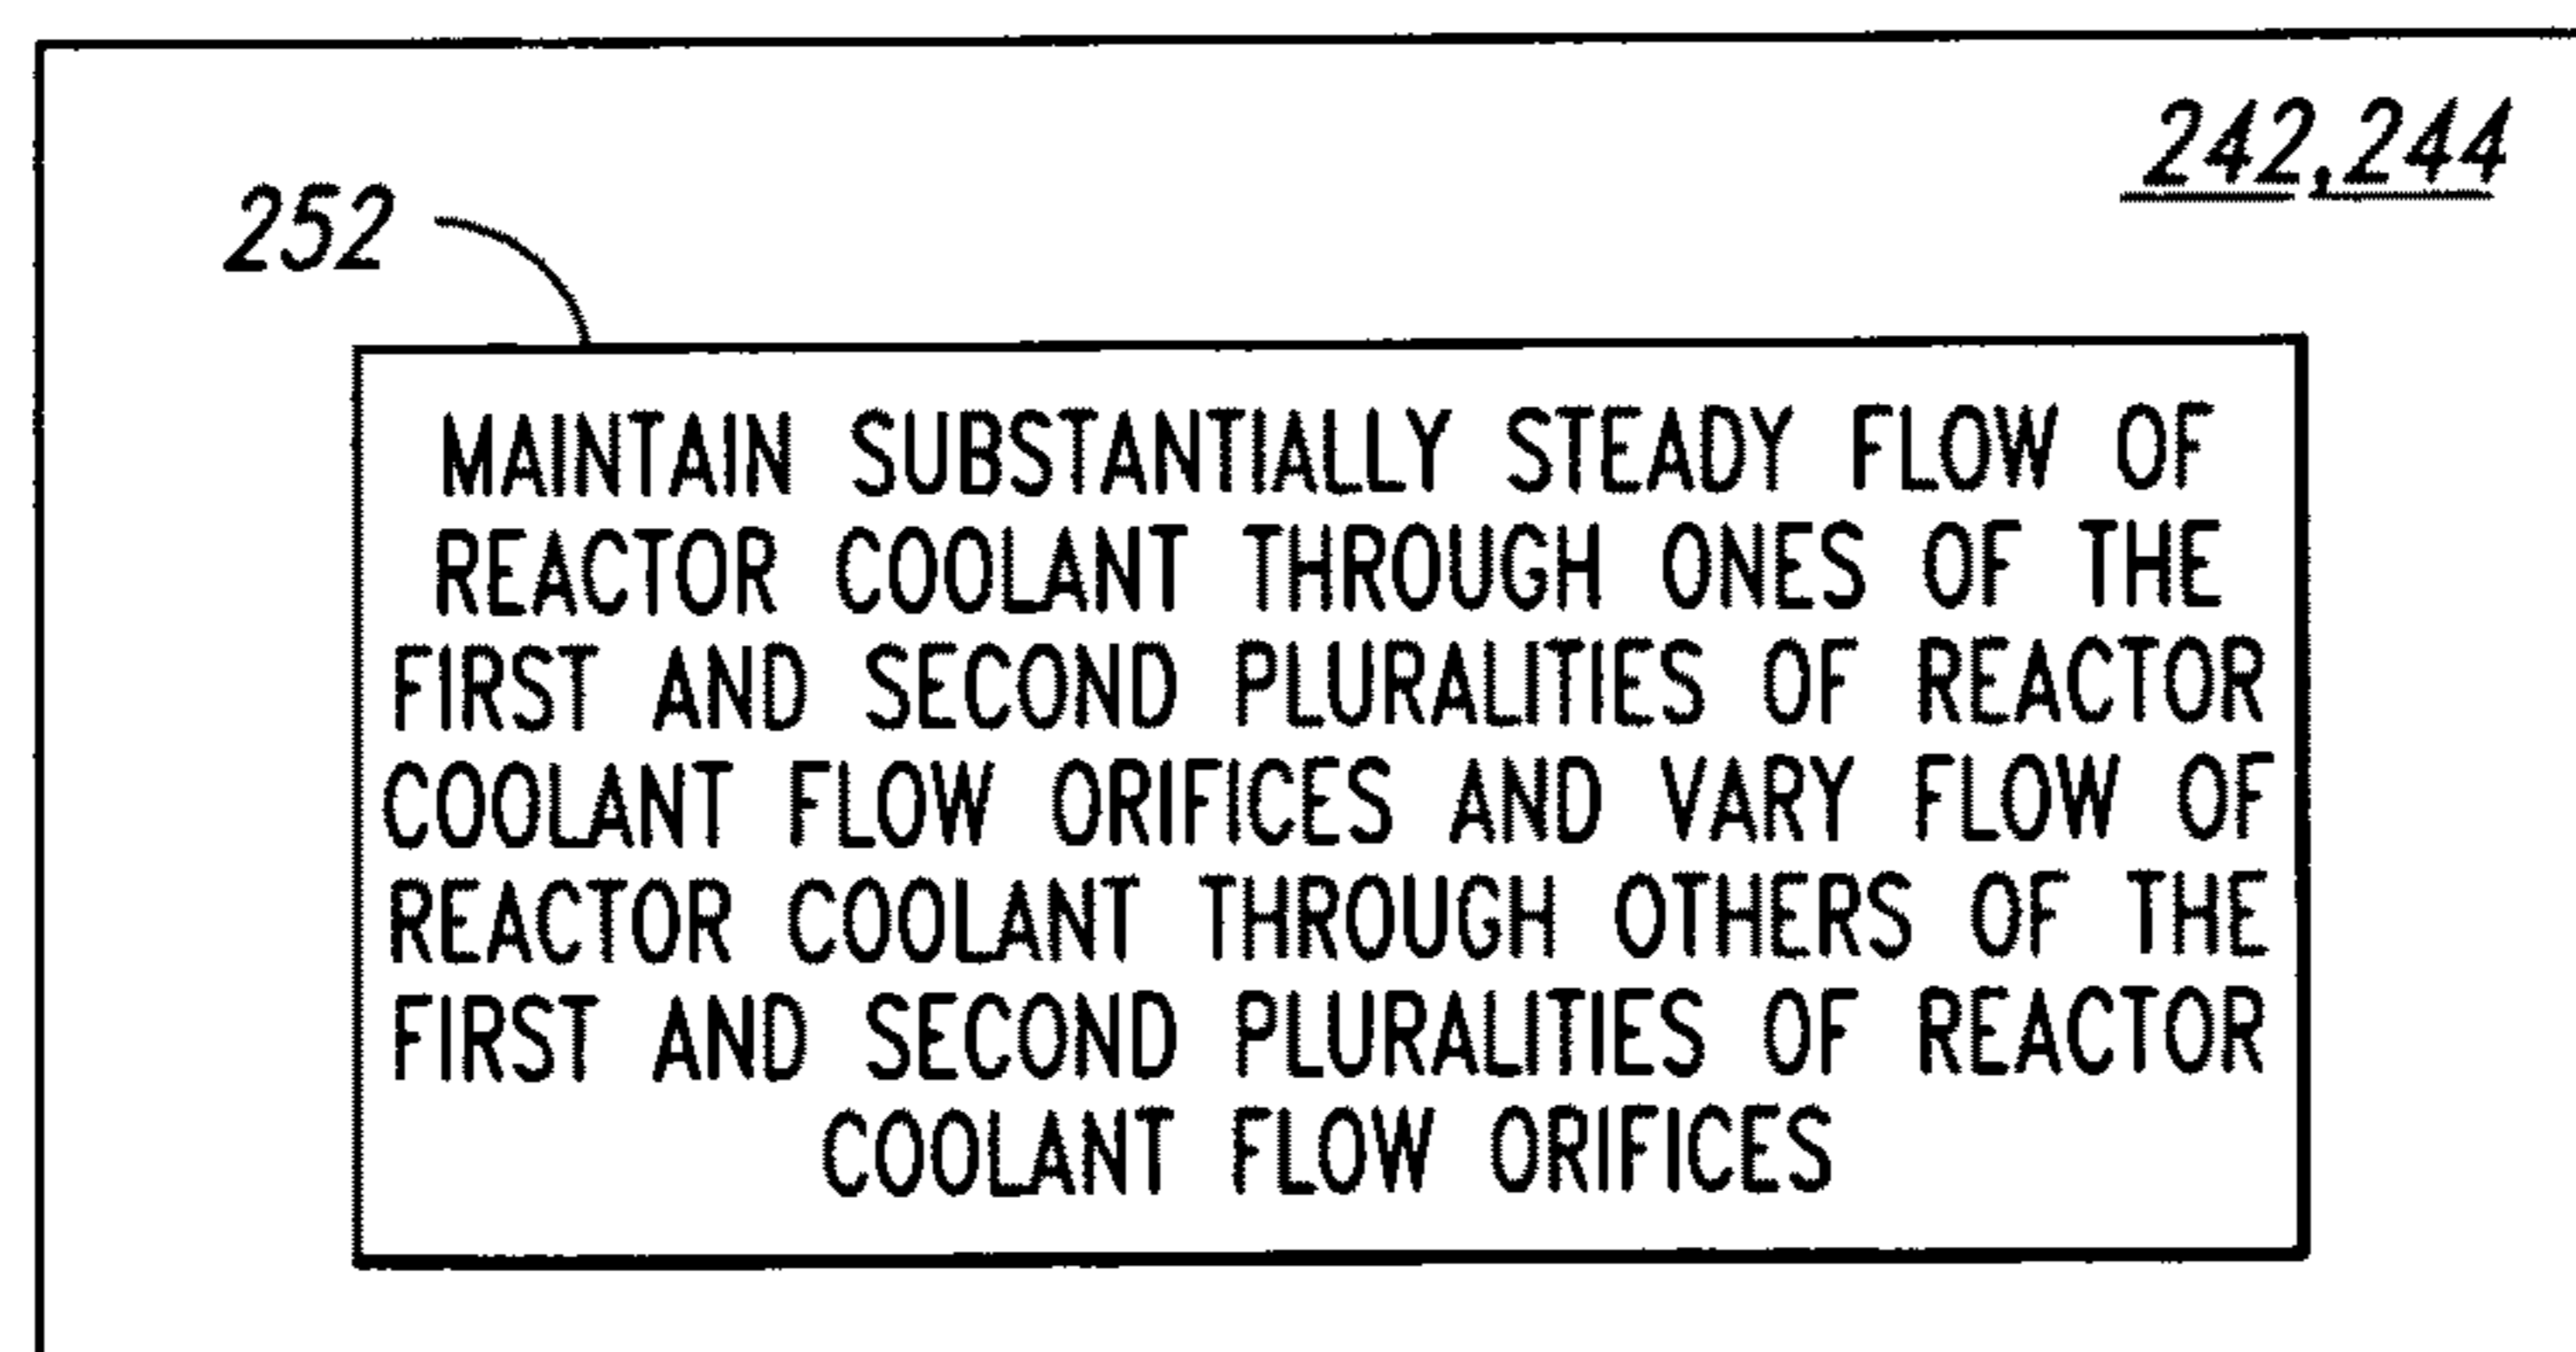 242,244
252
MAINTAIN SUBSTANTIALLY STEADY FLOW OF
REACTOR COOLANT THROUGH ONES OF THE
FIRST AND SECOND PLURALITIES OF REACTOR
COOLANT FLOW ORIFICES AND VARY FLOW OF
REACTOR COOLANT THROUGH OTHERS OF THE
FIRST AND SECOND PLURALITIES OF REACTOR
COOLANT FLOW ORIFICES